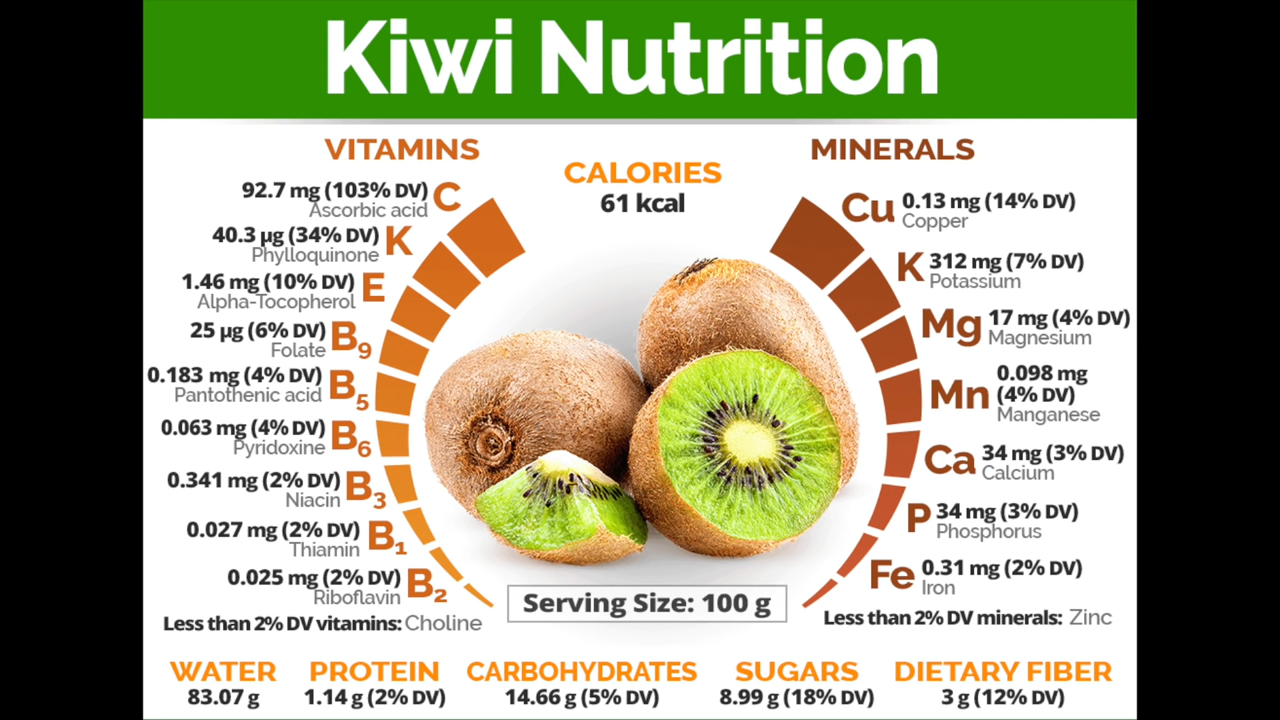 Kiwi Nutrition
VITAMINS
92.7 mg (103% DV) C
Ascorbic acid
40.3 µg (34% DV) K
Phylloquinone
1.46 mg (10% DV) E
Alpha-Tocopherol
25 µg (6% DV) B9
Folate
0.183 mg (4% DV) B5
Pantothenic acid
0.063 mg (4% DV) B6
Pyridoxine
0.341 mg (2% DV) B3
Niacin
0.027 mg (2% DV) B1
Thiamin
0.025 mg (2% DV) B2
Riboflavin
Less than 2% DV vitamins: Choline
CALORIES
61 kcal
Serving Size: 100 g
MINERALS
Cu 0.13 mg (14% DV)
Copper
K 312 mg (7% DV)
Potassium
Mg 17 mg (4% DV)
Magnesium
Mn 0.098 mg
(4% DV)
Manganese
Ca 34 mg (3% DV)
Calcium
P 34 mg (3% DV)
Phosphorus
Fe 0.31 mg (2% DV)
Iron
Less than 2% DV minerals: Zinc
WATER
83.07 g
PROTEIN
1.14 g (2% DV)
CARBOHYDRATES
14.66 g (5% DV)
SUGARS
8.99 g (18% DV)
DIETARY FIBER
3 g (12% DV)